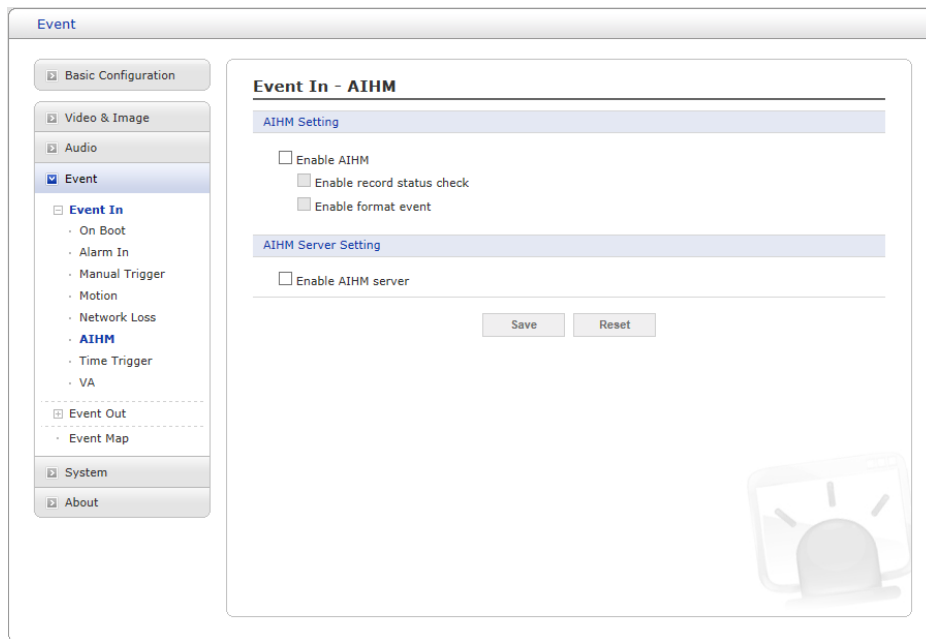 Event
Basic Configuration
Video & Image
Audio
Event
Event In
On Boot
Alarm In
Manual Trigger
Motion
Network Loss
AIHM
Time Trigger
VA
Event Out
Event Map
System
About
Event In - AIHM
AIHM Setting
Enable AIHM
Enable record status check
Enable format event
AIHM Server Setting
Enable AIHM server
Save Reset